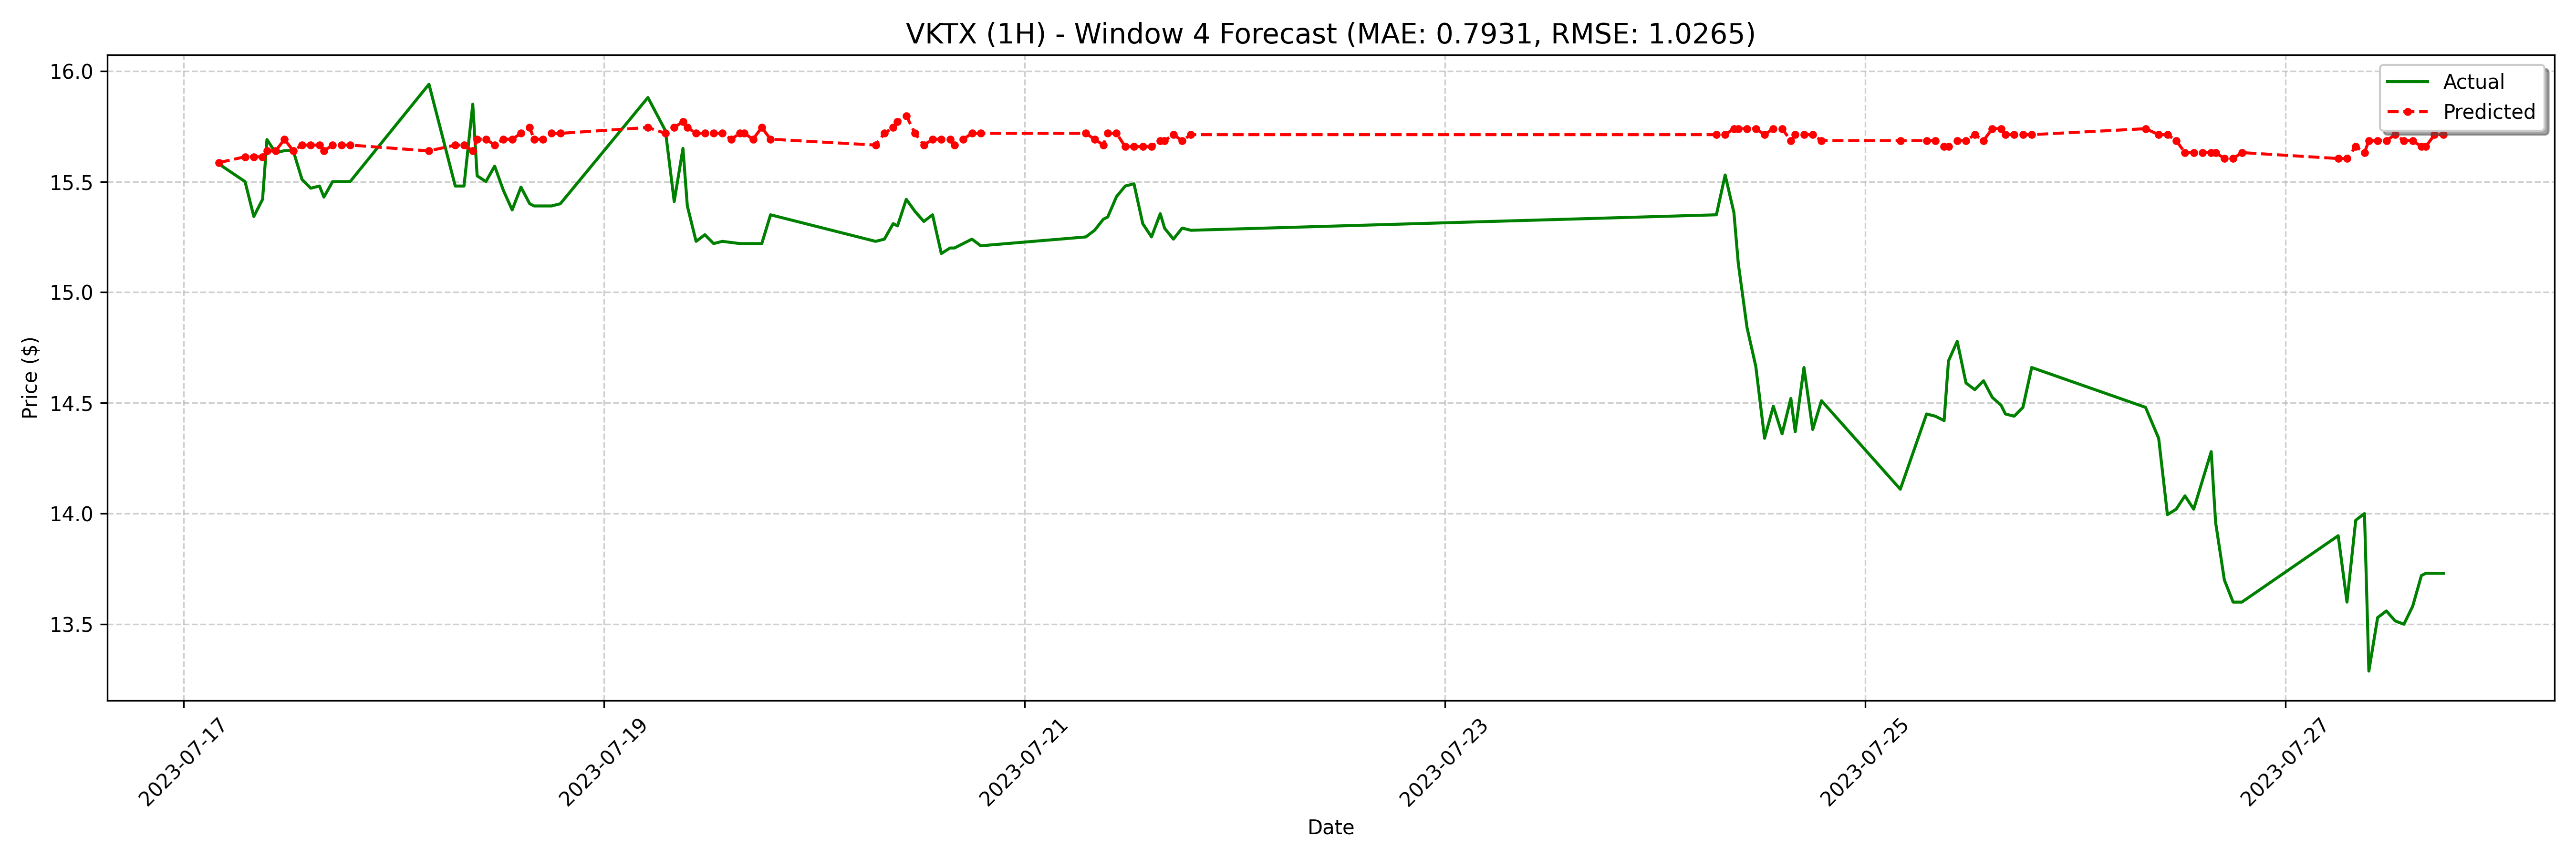 VKTX (1H) - Window 4 Forecast (MAE: 0.7931, RMSE: 1.0265)
Actual
Predicted
Price ($)
16.0
15.5
15.0
14.5
14.0
13.5
2023-07-17
2023-07-19
2023-07-21
2023-07-23
2023-07-25
2023-07-27
Date